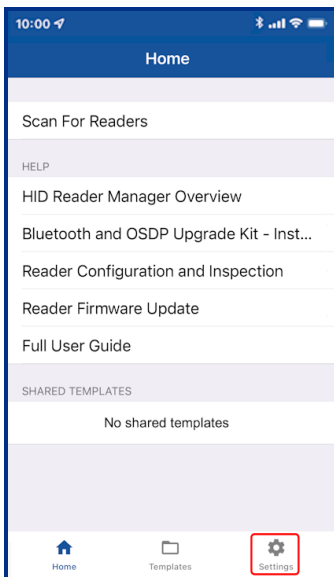 10:00
Home
Scan For Readers
HELP
HID Reader Manager Overview
Bluetooth and OSDP Upgrade Kit - Inst...
Reader Configuration and Inspection
Reader Firmware Update
Full User Guide
SHARED TEMPLATES
No shared templates
Home Templates Settings